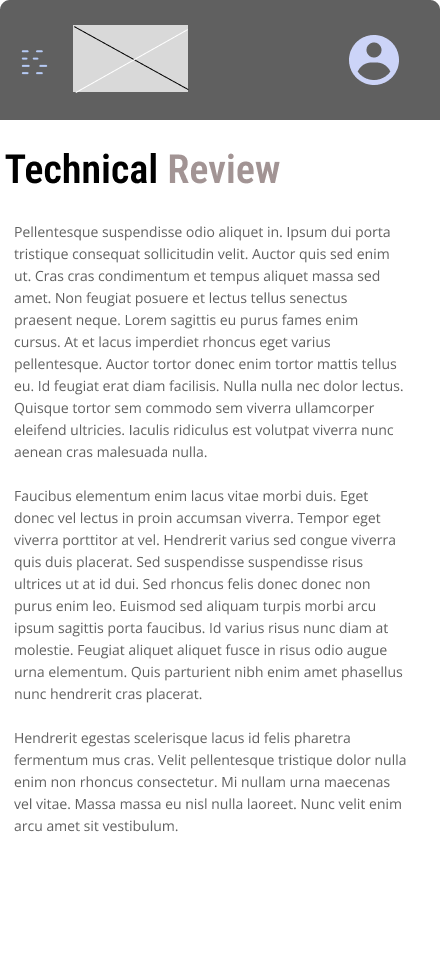 Technical Review
Pellentesque suspendisse odio aliquet in. Ipsum dui porta
tristique consequat sollicitudin velit. Auctor quis sed enim
ut. Cras cras condimentum et tempus aliquet massa sed
amet. Non feugiat posuere et lectus tellus senectus
praesent neque. Lorem sagittis eu purus fames enim
cursus. At et lacus imperdiet rhoncus eget varius
pellentesque. Auctor tortor donec enim tortor mattis tellus
eu. Id feugiat erat diam facilisis. Nulla nulla nec dolor lectus.
Quisque tortor sem commodo sem viverra ullamcorper
eleifend ultricies. Iaculis ridiculus est volutpat viverra nunc
aenean cras malesuada nulla.
Faucibus elementum enim lacus vitae morbi duis. Eget
donec vel lectus in proin accumsan viverra. Tempor eget
viverra porttitor at vel. Hendrerit varius sed congue viverra
quis duis placerat. Sed suspendisse suspendisse risus
ultrices ut at id dui. Sed rhoncus felis donec donec non
purus enim leo. Euismod sed aliquam turpis morbi arcu
ipsum sagittis porta faucibus. Id varius risus nunc diam at
molestie. Feugiat aliquet aliquet fusce in risus odio augue
urna elementum. Quis parturient nibh enim amet phasellus
nunc hendrerit cras placerat.
Hendrerit egestas scelerisque lacus id felis pharetra
fermentum mus cras. Velit pellentesque tristique dolor nulla
enim non rhoncus consectetur. Mi nullam urna maecenas
vel vitae. Massa massa eu nisl nulla laoreet. Nunc velit enim
arcu amet sit vestibulum.